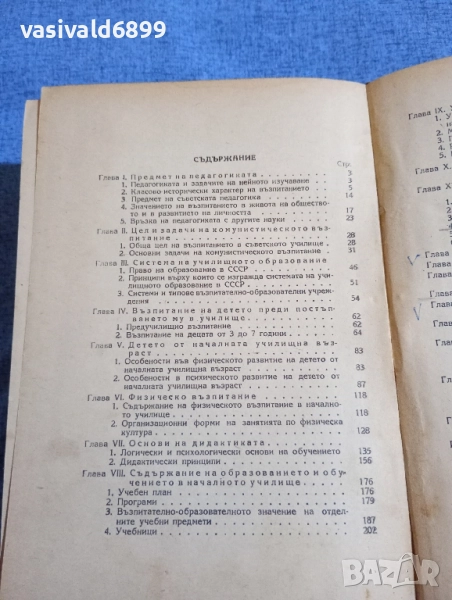 vasivald6899
СЪДЪРЖАНИЕ
Стр.
Глава I. Предмет на педагогиката 3
1. Педагогиката и задачите на нейното изучаване 3
2. Класово исторически характер на възпитанието 5
3. Предмет на съветската педагогика 14
4. Значението на възпитанието в живота на обществото и в развитието на личността 17
5. Връзка на педагогиката с другите науки 23
Глава II. Цели и задачи на комунистическото възпитание 28
1. Обща цел на възпитанието в съветското училище 28
2. Основни задачи на комунистическото възпитание 31
Глава III. Система на училищното образование
1. Право на образование в СССР 46
2. Принципи върху които се изгражда системата на училищното образование в СССР 51
3. Системи и типове възпитателно-образователни учреждения 54
Глава IV. Възпитание на детето преди постъпването му в училище 62
1. Предучилищно възпитание 62
2. Възпитание на децата от 3 до 7 години 64
Глава V. Детето от началната училищна възраст 83
1. Особености във физическото развитие на детето от началната училищна възраст 83
2. Особености в психическото развитие на детето от началната училищна възраст 87
Глава VI. Физическо възпитание 118
1. Съдържание на физическото възпитание в началното училище 118
2. Организационни форми на занятията по физическа култура 128
Глава VII. Основи на дидактиката
1. Логически и психологически основи на обучението 135
2. Дидактически принципи 156
Глава VIII. Съдържание на образованието и обучението в началното училище 176
1. Учебен план 176
2. Програми 179
3. Възпитателно-образователното значение на отделните учебни предмети 187
4. Учебници 202
Глава IX.
Глава X.
БАЗАР.БГ